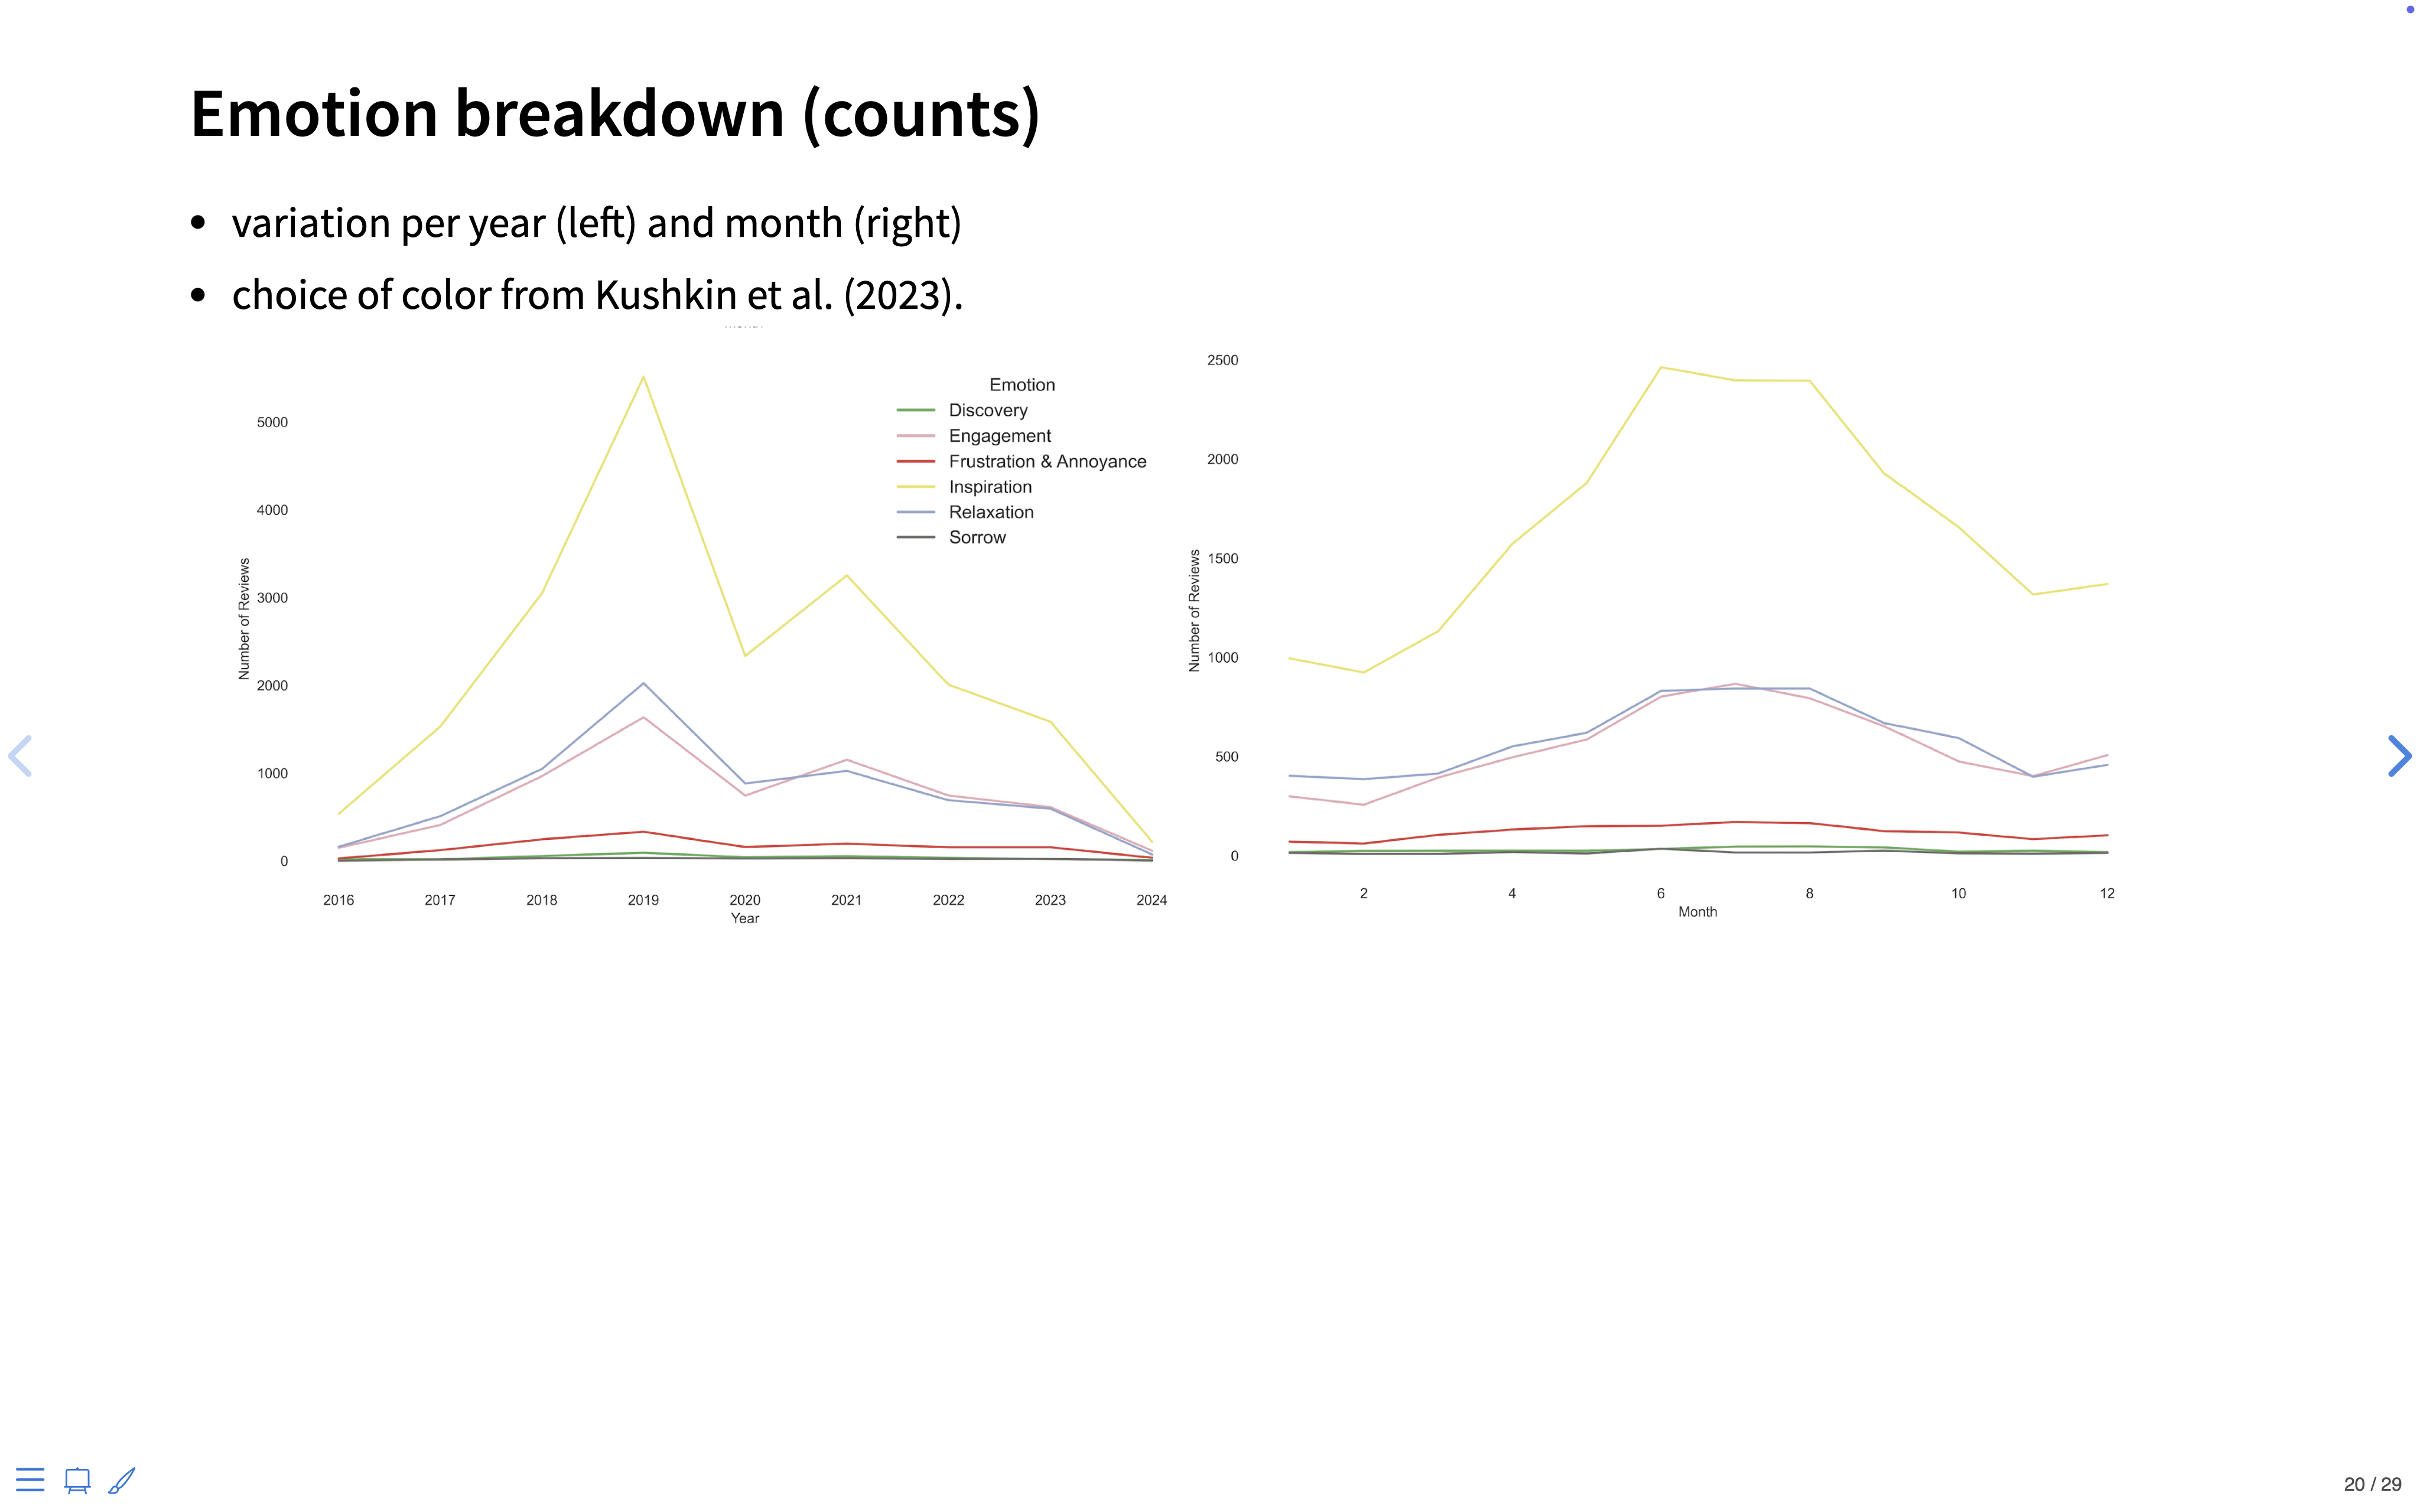 Emotion breakdown (counts)
• variation per year (left) and month (right)
• choice of color from Kushkin et al. (2023).
Emotion
Discovery
Engagement
Frustration & Annoyance
Inspiration
Relaxation
Sorrow
Number of Reviews
5000
4000
3000
2000
1000
0
2016 2017 2018 2019 2020 2021 2022 2023 2024
Year
Number of Reviews
2500
2000
1500
1000
500
0
2 4 6 8 10 12
Month
20 / 29